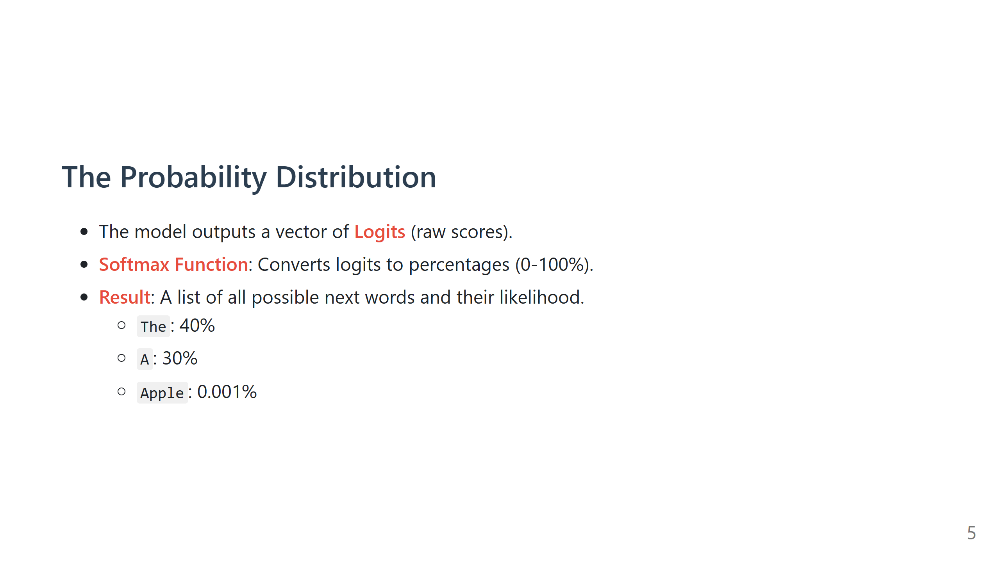 The Probability Distribution
• The model outputs a vector of Logits (raw scores).
• Softmax Function: Converts logits to percentages (0-100%).
• Result: A list of all possible next words and their likelihood.
○ The: 40%
○ A: 30%
○ Apple: 0.001%
5